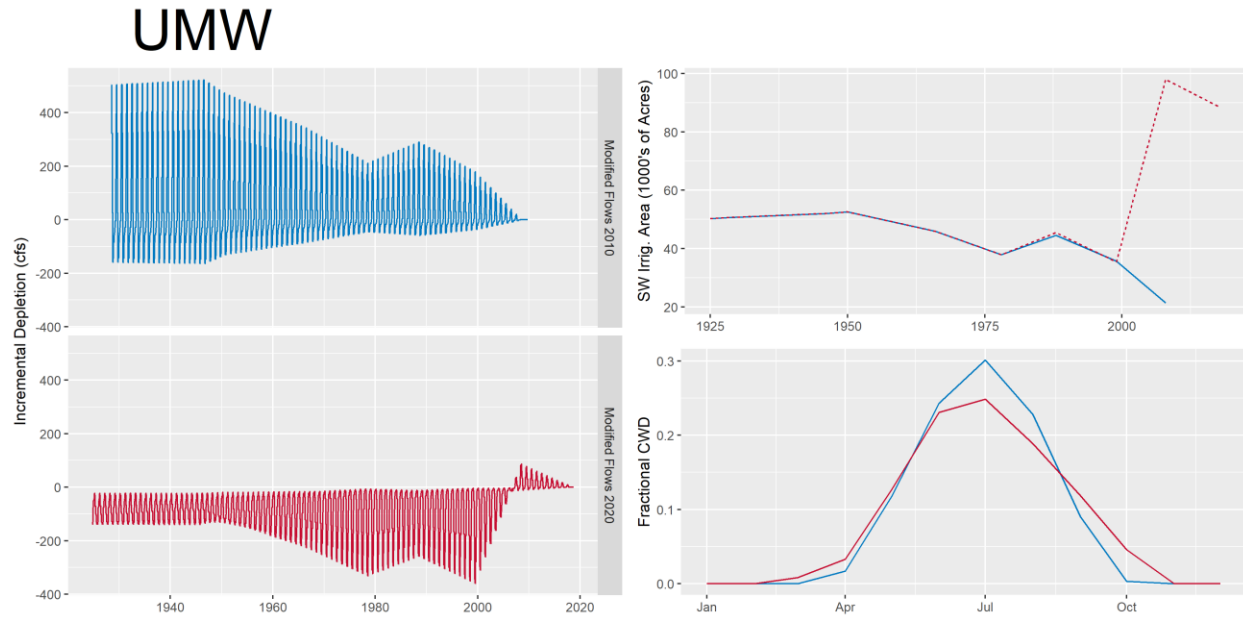 UMW
Incremental Depletion (cfs)
400
200
0
-200
-400
Modified Flows 2010
400
200
0
-200
-400
Modified Flows 2020
1940
1960
1980
2000
2020
SW Irrig. Area (1000's of Acres)
100
80
60
40
20
1925
1950
1975
2000
Fractional CWD
0.3
0.2
0.1
0.0
Jan
Apr
Jul
Oct